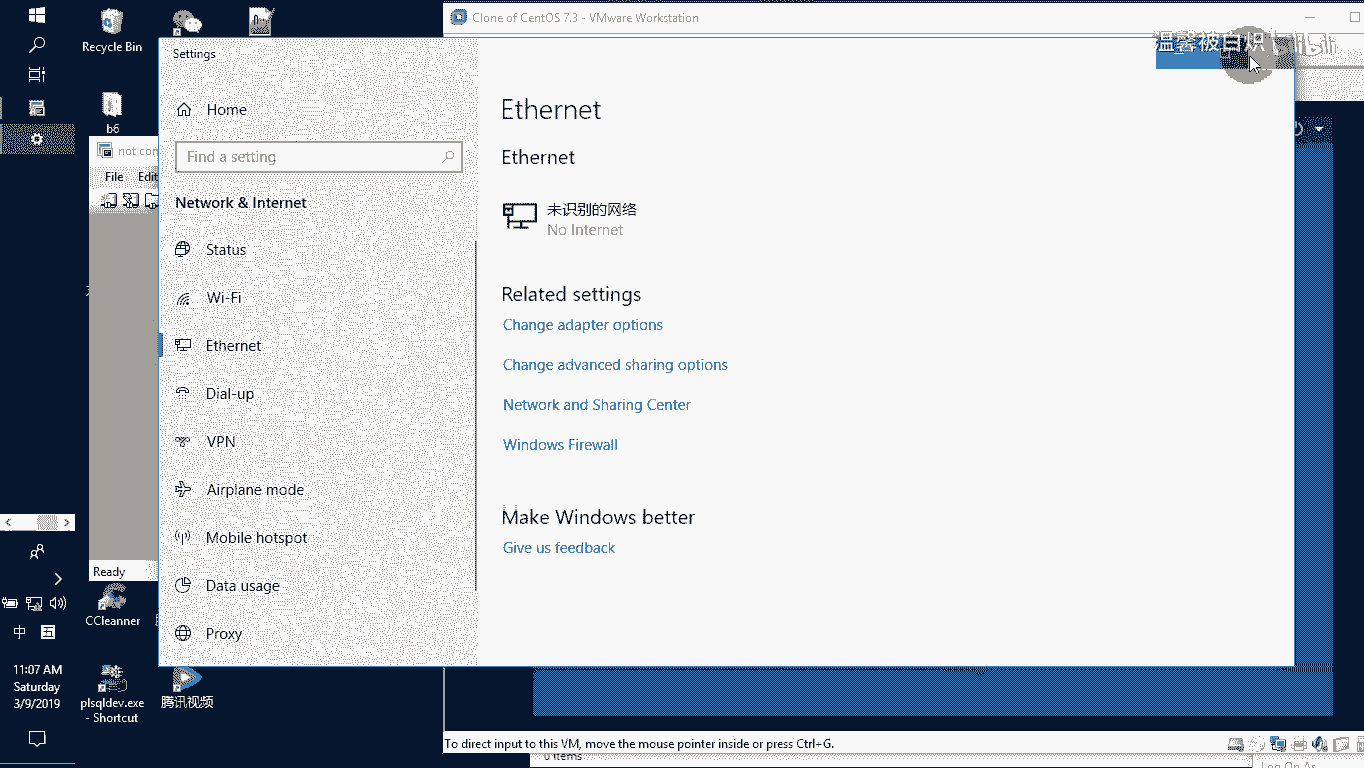 Clone of CentOS 7.3 - VMware Workstation
Recycle Bin
b6
Settings
温馨被白炽
Home
Find a setting
Network & Internet
Status
Wi-Fi
Ethernet
Dial-up
VPN
Airplane mode
Mobile hotspot
Data usage
Proxy
Ethernet
Ethernet
未识别的网络
No Internet
Related settings
Change adapter options
Change advanced sharing options
Network and Sharing Center
Windows Firewall
Make Windows better
Give us feedback
not con
File Edit
Ready
CCleanner
中 五
11:07 AM
Saturday
3/9/2019
plsqldev.exe
- Shortcut
腾讯视频
To direct input to this VM, move the mouse pointer inside or press Ctrl+G.
0 items
Log On As